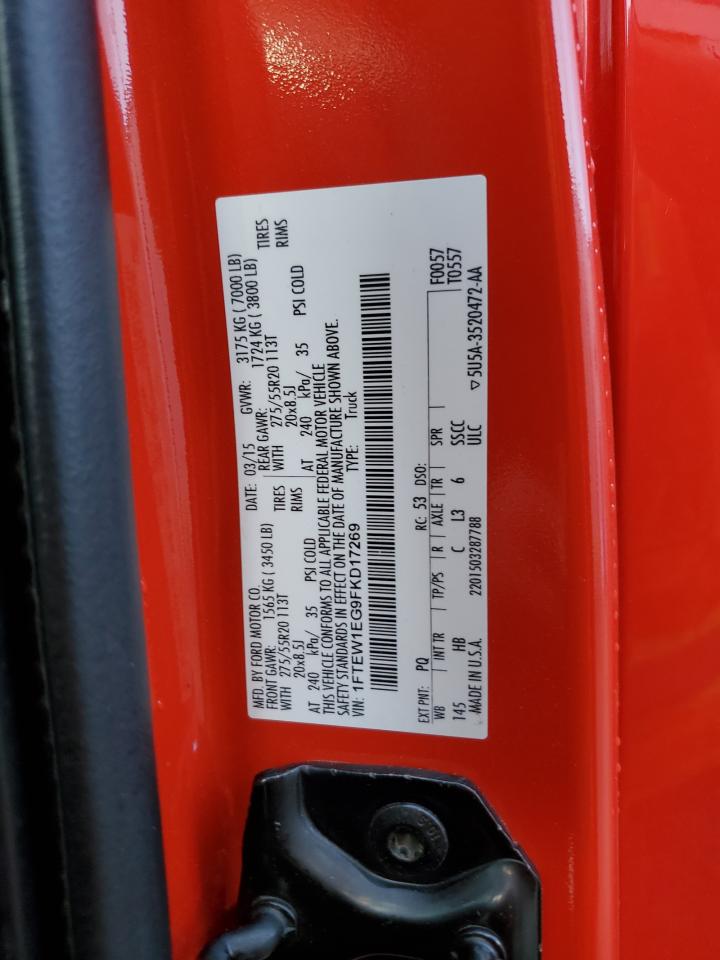 MFD. BY FORD MOTOR CO.
DATE: 03/15
GVWR: 3175 KG ( 7000 LB)
FRONT GAWR: 1565 KG ( 3450 LB)
REAR GAWR: 1724 KG ( 3800 LB)
WITH 275/55R20 113T TIRES
WITH 275/55R20 113T TIRES
20x8.5J RIMS
20x8.5J RIMS
AT 240 kPa/ 35 PSI COLD
AT 240 kPa/ 35 PSI COLD
THIS VEHICLE CONFORMS TO ALL APPLICABLE FEDERAL MOTOR VEHICLE
SAFETY STANDARDS IN EFFECT ON THE DATE OF MANUFACTURE SHOWN ABOVE.
VIN: 1FTEW1EG9FKD17269
TYPE: Truck
EXT PNT: PQ RC: 53 DSO: F0057
WB INT TR TP/PS R AXLE TR SPR T0557
145 HB C L3 6 SSCC
MADE IN U.S.A. 2201503287788 ULC ▽5U5A-3520472-AA